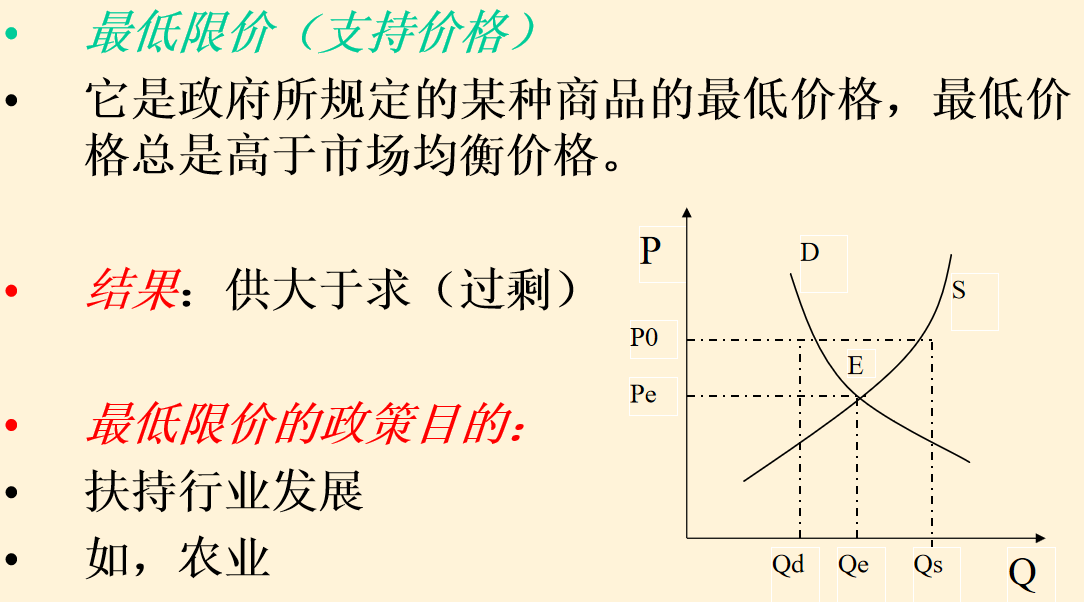 最低限价（支持价格）
它是政府所规定的某种商品的最低价格，最低价
格总是高于市场均衡价格。
结果：供大于求（过剩）
最低限价的政策目的：
扶持行业发展
如，农业
P
D
S
P0
E
Pe
Qd Qe Qs Q